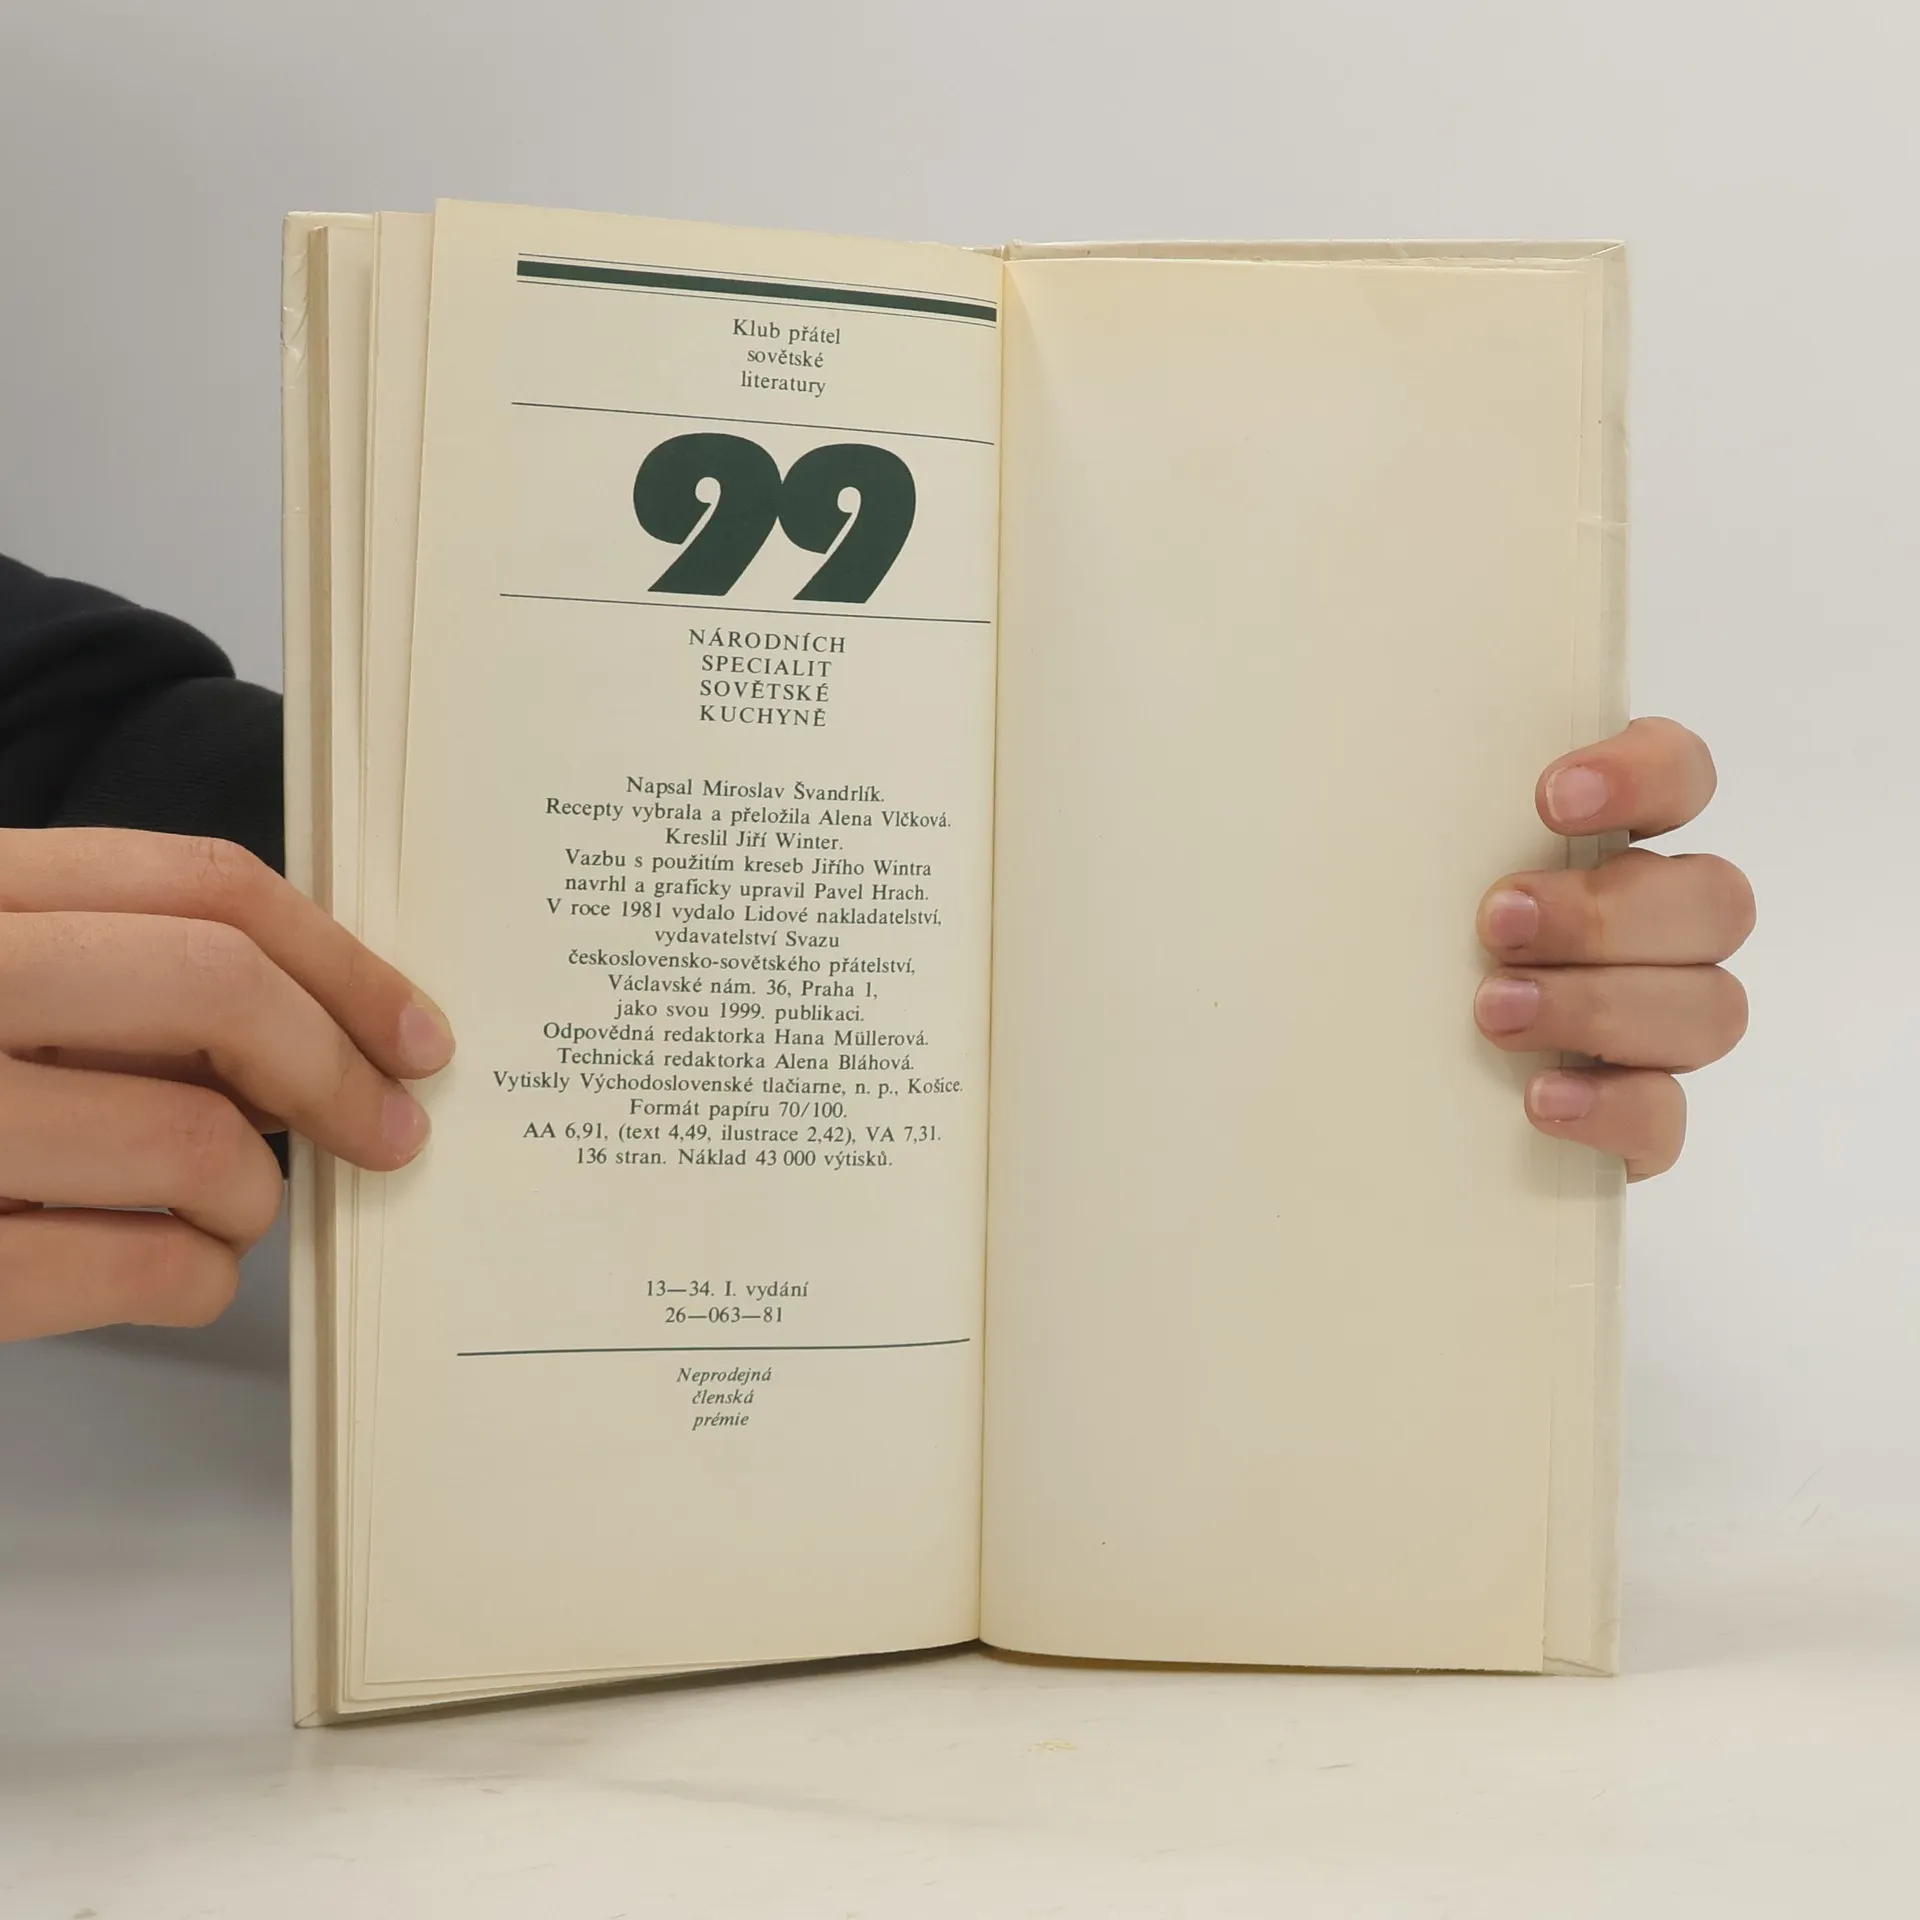 Klub přátel
sovětské
literatury
99
NÁRODNÍCH
SPECIALIT
SOVĚTSKÉ
KUCHYNĚ
Napsal Miroslav Švandrlík.
Recepty vybrala a přeložila Alena Vlčková.
Kreslil Jiří Winter.
Vazbu s použitím kreseb Jiřího Wintra
navrhl a graficky upravil Pavel Hrach.
V roce 1981 vydalo Lidové nakladatelství,
vydavatelství Svazu
československo-sovětského přátelství,
Václavské nám. 36, Praha 1,
jako svou 1999. publikaci.
Odpovědná redaktorka Hana Müllerová.
Technická redaktorka Alena Bláhová.
Vytiskly Východoslovenské tlačiarne, n. p., Košice.
Formát papíru 70/100.
AA 6,91, (text 4,49, ilustrace 2,42), VA 7,31.
136 stran. Náklad 43 000 výtisků.
13—34. I. vydání
26—063—81
Neprodejná
členská
prémie